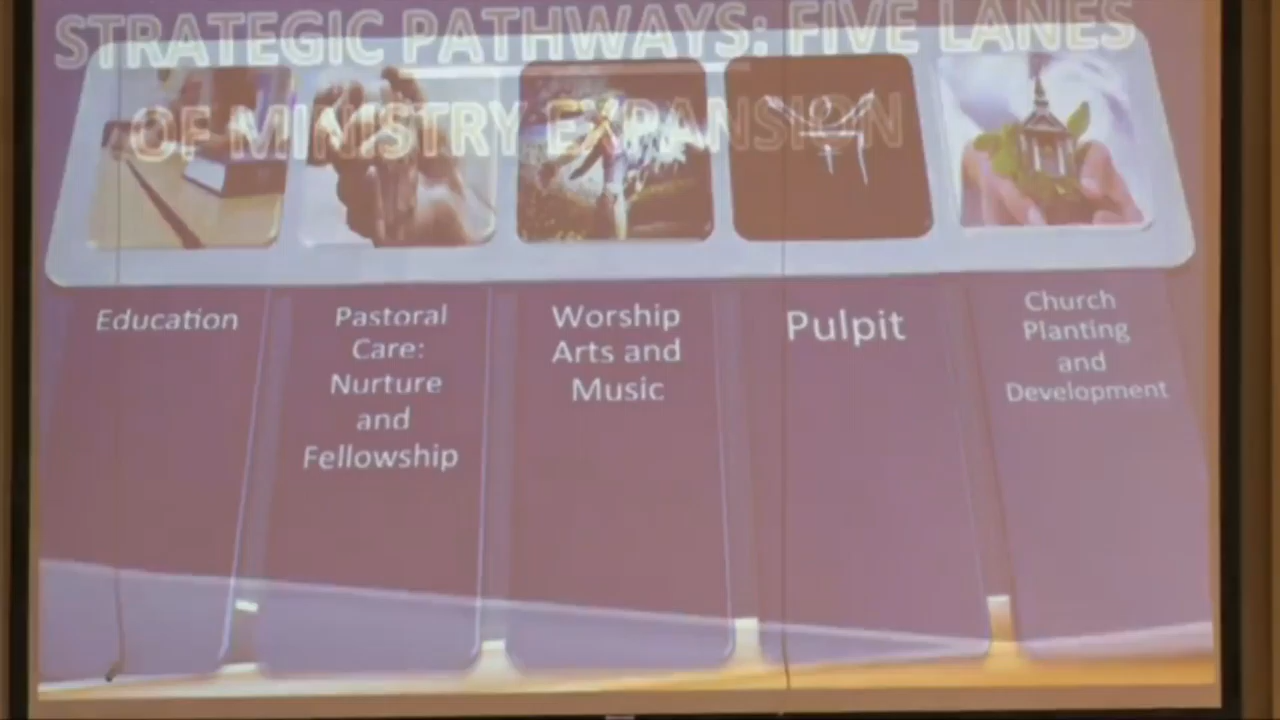 STRATEGIC PATHWAYS: FIVE LANES
OF MINISTRY EXPANSION
Education
Pastoral
Care:
Nurture
and
Fellowship
Worship
Arts and
Music
Pulpit
Church
Planting
and
Development